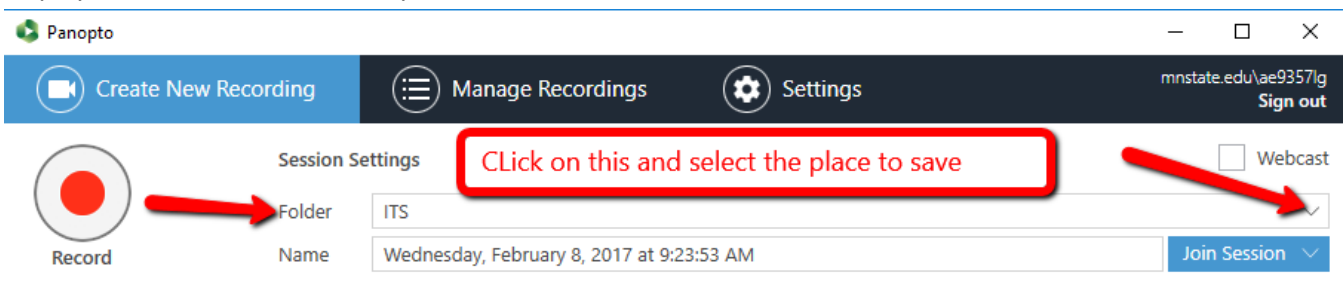 Panopto
Create New Recording
Manage Recordings
Settings
mnstate.edu\ae9357lg
Sign out
Session Settings
CLick on this and select the place to save
Webcast
Folder
ITS
Record
Name
Wednesday, February 8, 2017 at 9:23:53 AM
Join Session